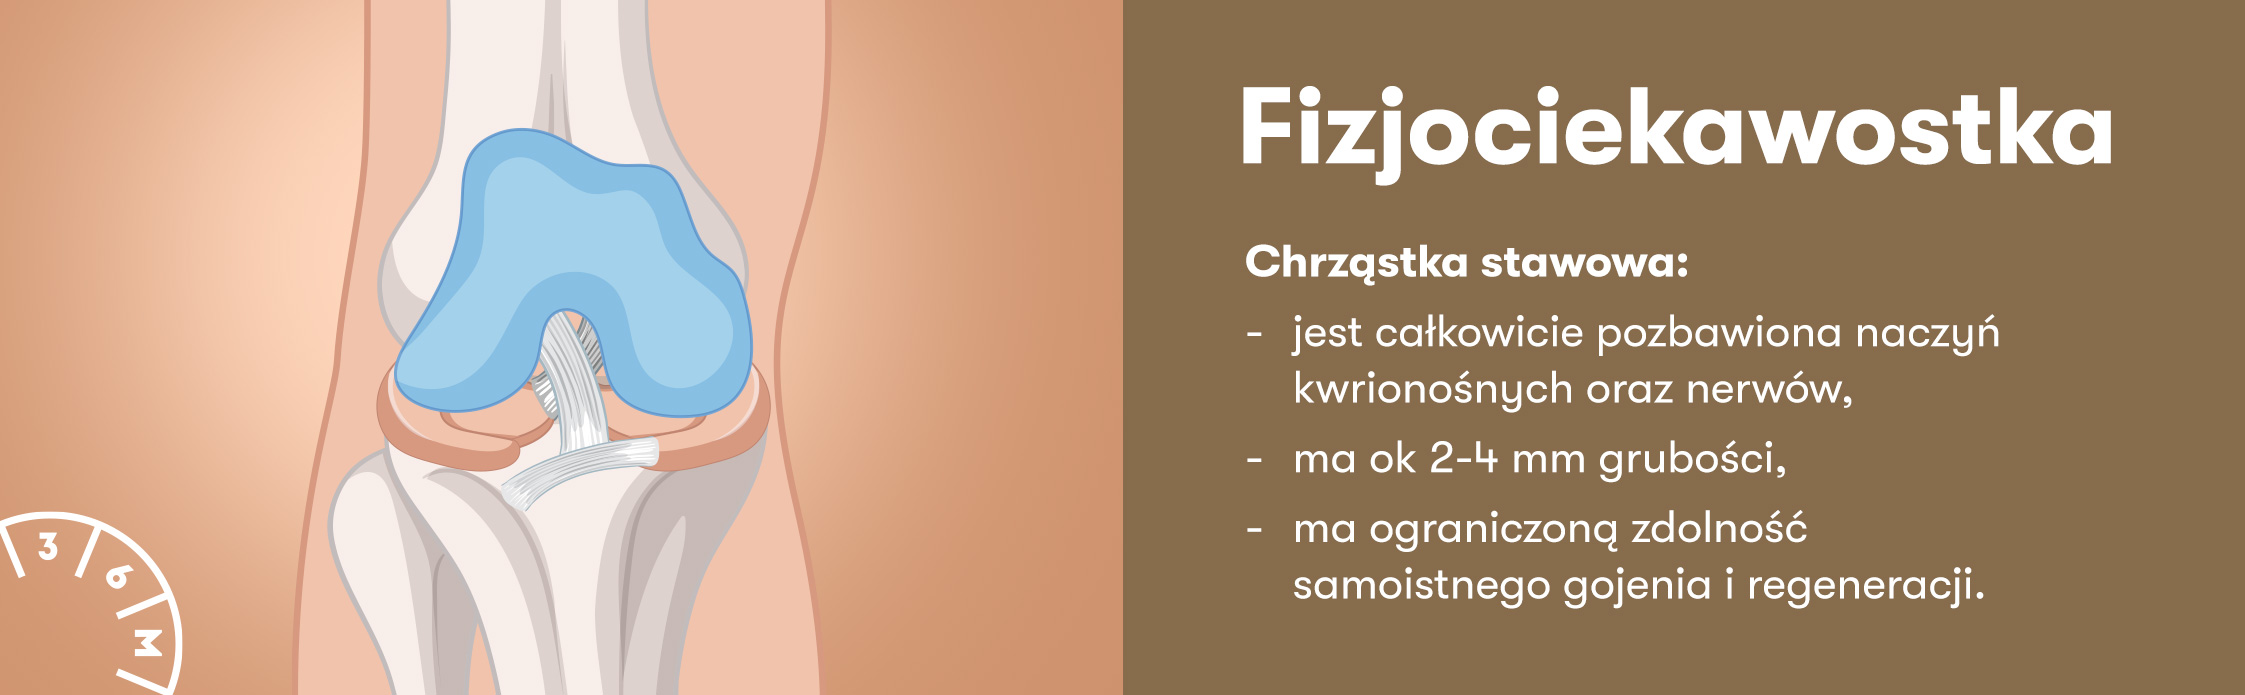 Fizjociekawostka
Chrząstka stawowa:
- jest całkowicie pozbawiona naczyń
kwrionośnych oraz nerwów,
- ma ok 2-4 mm grubości,
- ma ograniczoną zdolność
samoistnego gojenia i regeneracji.
3
6
M